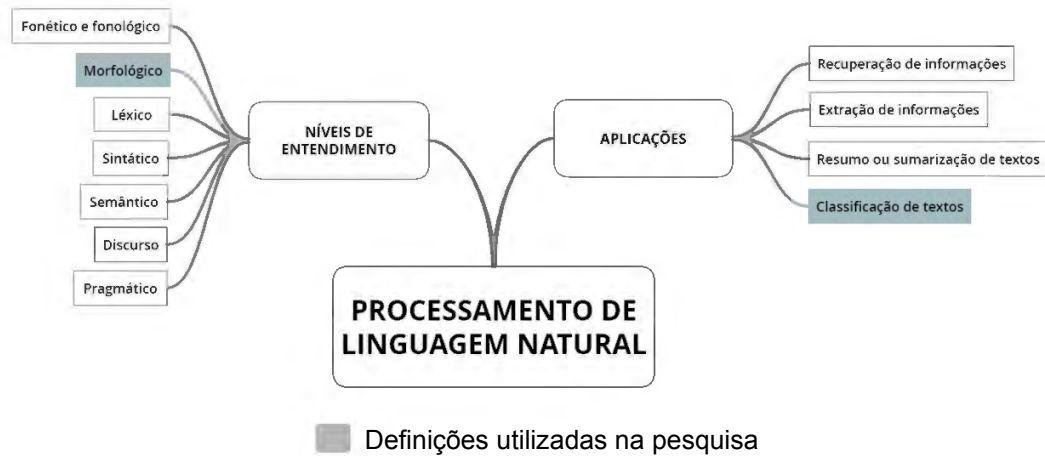 Fonético e fonológico
Morfológico
Léxico
Sintático
Semântico
Discurso
Pragmático
NÍVEIS DE
ENTENDIMENTO
APLICAÇÕES
Recuperação de informações
Extração de informações
Resumo ou sumarização de textos
Classificação de textos
PROCESSAMENTO DE
LINGUAGEM NATURAL
Definições utilizadas na pesquisa